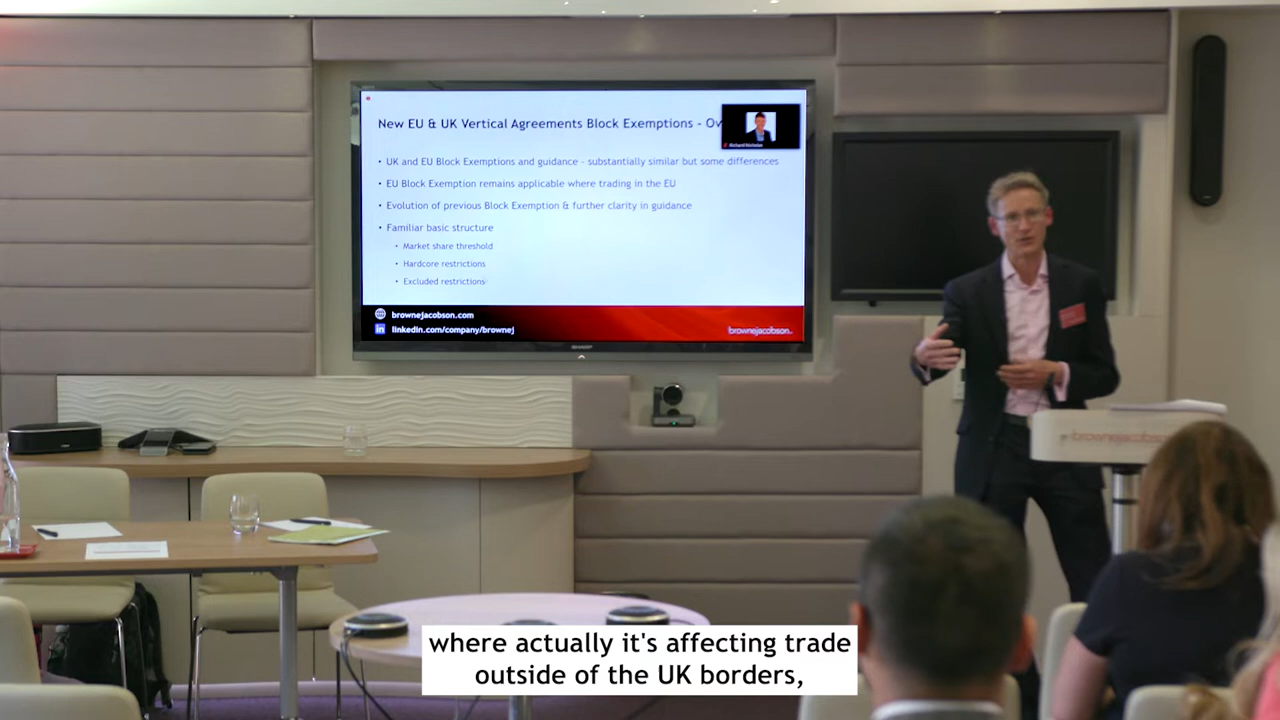 New EU & UK Vertical Agreements Block Exemptions - Ov
Richard Nicholas
• UK and EU Block Exemptions and guidance - substantially similar but some differences
• EU Block Exemption remains applicable where trading in the EU
• Evolution of previous Block Exemption & further clarity in guidance
• Familiar basic structure
• Market share threshold
• Hardcore restrictions
• Excluded restrictions
brownejacobson.com
in linkedin.com/company/brownej
brownejacobson
SHARP
brownejacobson
where actually it's affecting trade
outside of the UK borders,